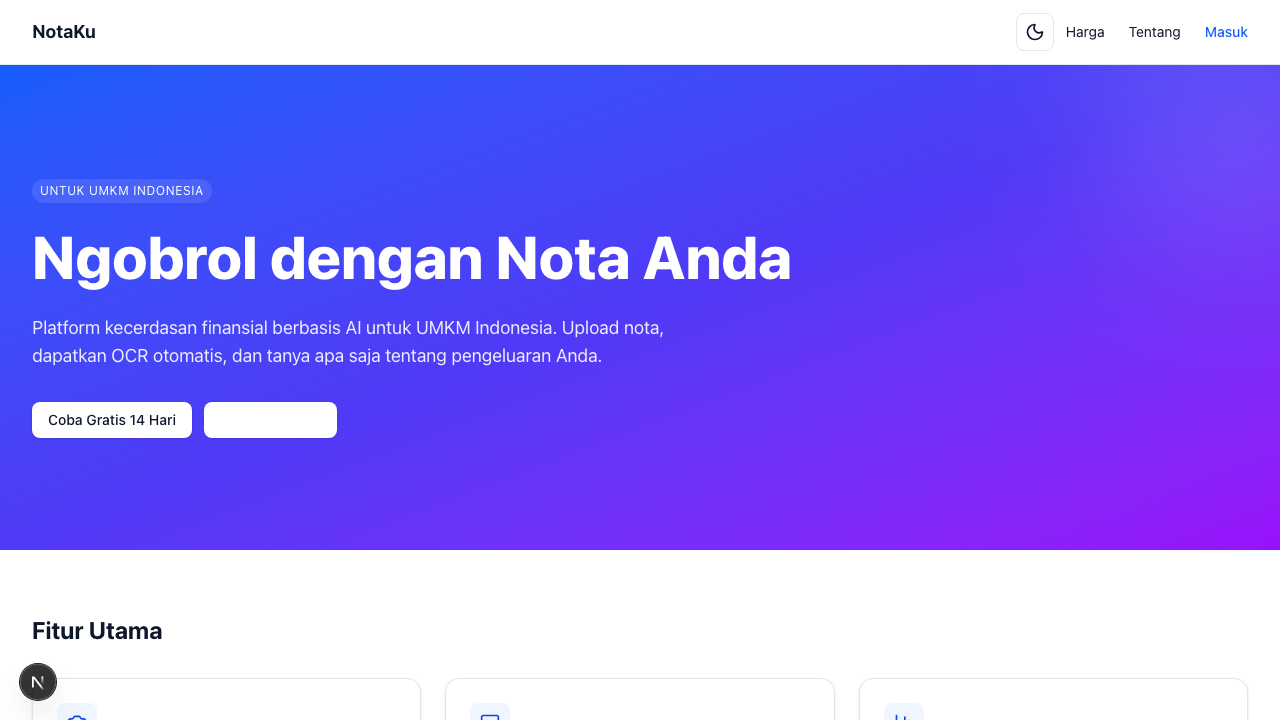 NotaKu
Harga
Tentang
Masuk
UNTUK UMKM INDONESIA
Ngobrol dengan Nota Anda
Platform kecerdasan finansial berbasis AI untuk UMKM Indonesia. Upload nota,
dapatkan OCR otomatis, dan tanya apa saja tentang pengeluaran Anda.
Coba Gratis 14 Hari
Fitur Utama
N